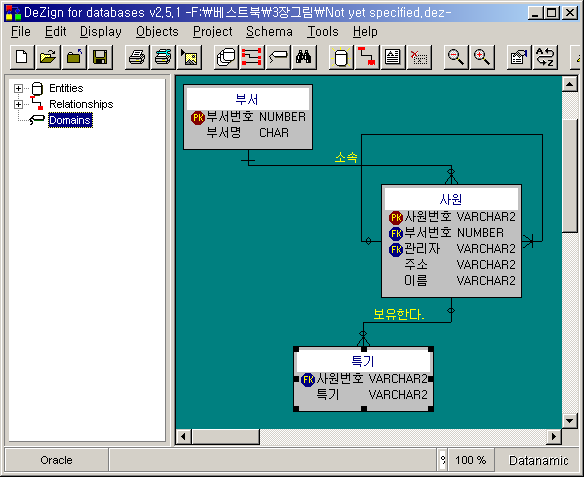 DeZign for databases v2.5.1 -F:₩베스트북₩3장그림₩Not yet specified.dez-
File Edit Display Objects Project Schema Tools Help
Entities
Relationships
Domains
부서
PK 부서번호 NUMBER
부서명 CHAR
소속
사원
PK 사원번호 VARCHAR2
FK 부서번호 NUMBER
FK 관리자 VARCHAR2
주소 VARCHAR2
이름 VARCHAR2
보유한다.
특기
FK 사원번호 VARCHAR2
특기 VARCHAR2
Oracle
% 100 % Datanamic